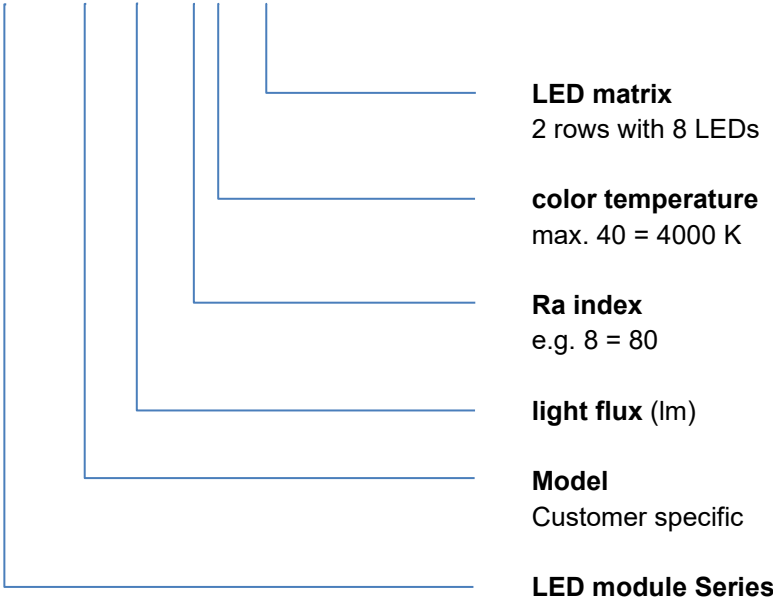 LED matrix
2 rows with 8 LEDs
color temperature
max. 40 = 4000 K
Ra index
e.g. 8 = 80
light flux (lm)
Model
Customer specific
LED module Series